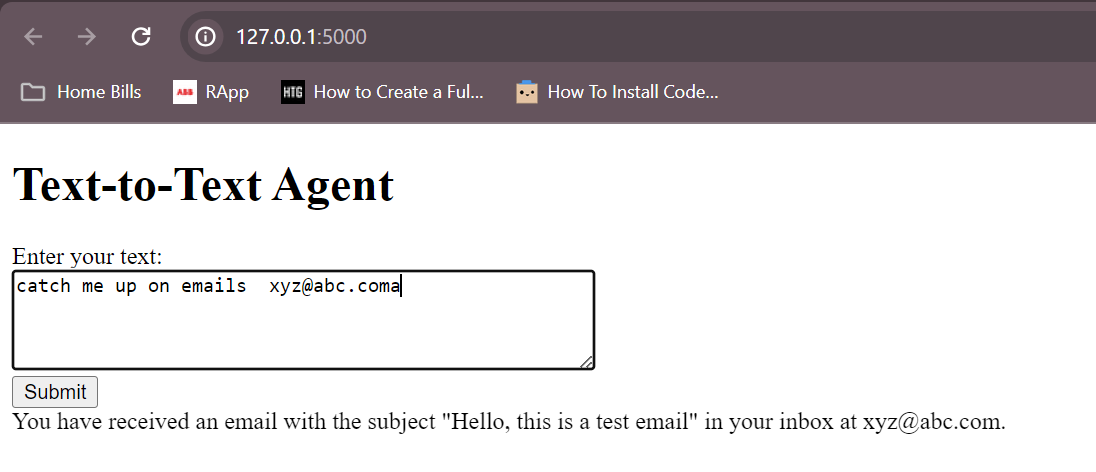 127.0.0.1:5000
Home Bills ABB RApp HTG How to Create a Ful... How To Install Code...
Text-to-Text Agent
Enter your text:
catch me up on emails  xyz@abc.coma
Submit
You have received an email with the subject "Hello, this is a test email" in your inbox at xyz@abc.com.